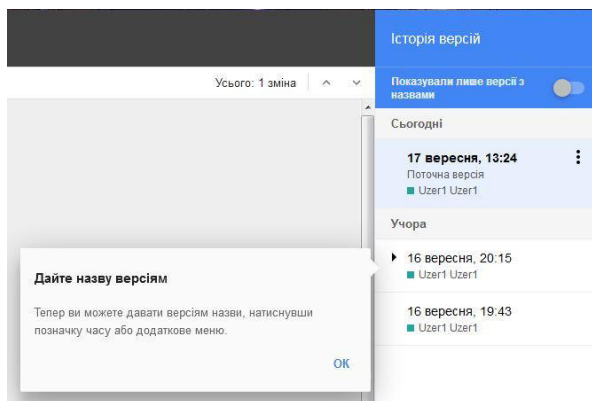 Історія версій
Усього: 1 зміна
Показували лише версії з
назвами
Сьогодні
17 вересня, 13:24
Поточна версія
Uzer1 Uzer1
Учора
16 вересня, 20:15
Uzer1 Uzer1
16 вересня, 19:43
Uzer1 Uzer1
Дайте назву версіям
Тепер ви можете давати версіям назви, натиснувши
позначку часу або додаткове меню.
ОК